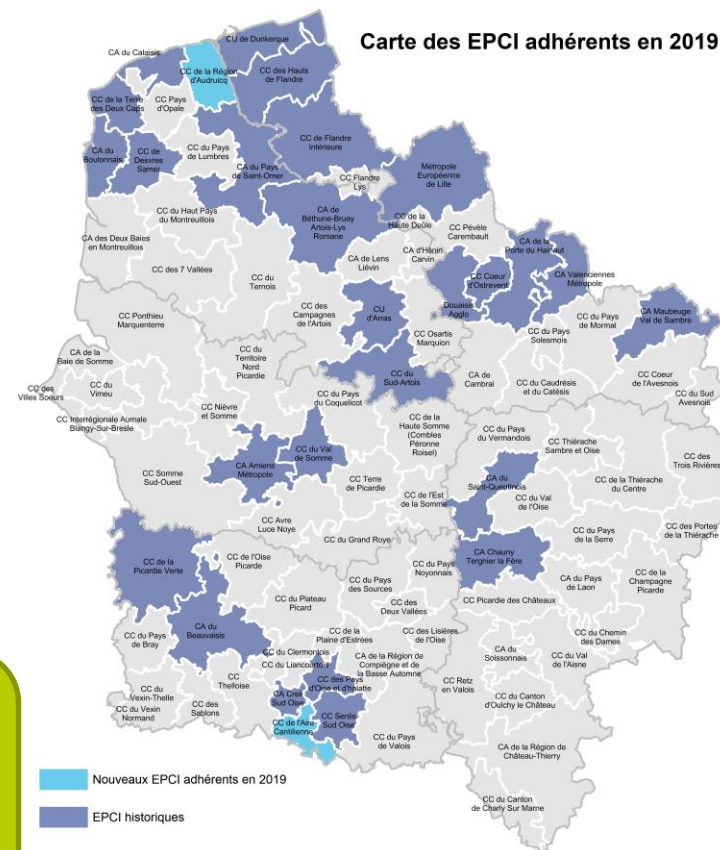 Carte des EPCI adhérents en 2019
CU de Dunkerque
CA du Calaisis
CC de la Région
d'Audruicq
CC des Hauts
de Flandre
CC de la Terre
des Deux Caps
CC Pays
d'Opale
CC de Flandre
Intérieure
CA du
Boulonnais
CC de
Desvres
Samer
CC du Pays
de Lumbres
CA du Pays
de Saint-Omer
CC Flandre
Lys
Métropole
Européenne
de Lille
CC du Haut Pays
du Montreuillois
CA de
Béthune-Bruay
Artois-Lys
Romane
CC de la
Haute Deûle
CC Pévèle
Carembault
CA des Deux Baies
en Montreuillois
CC des 7 Vallées
CC du
Ternois
CA de Lens
Liévin
CA d'Hénin
Carvin
CA de la
Porte du Hainaut
CC Coeur
d'Ostrevent
CA Valenciennes
Métropole
Douaisis
Agglo
CC des
Campagnes
de l'Artois
CU
d'Arras
CC Osartis
Marquion
CC du Pays
Solesmois
CC du Pays
de Mormal
CA Maubeuge
Val de Sambre
CC Ponthieu
Marquenterre
CC du
Territoire
Nord
Picardie
CC du
Sud-Artois
CA de
Cambrai
CC du Caudrésis
et du Catésis
CC Coeur
de l'Avesnois
CC du Sud
Avesnois
CA de la
Baie de Somme
CC des
Villes Soeurs
CC du
Vimeu
CC Interrégionale Aumale
Blangy-Sur-Bresle
CC Nièvre
et Somme
CC du Pays
du Coquelicot
CC de la
Haute Somme
(Combles
Péronne
Roisel)
CC du Pays
du Vermandois
CC Thiérache
Sambre et Oise
CC des
Trois Rivières
CC Somme
Sud-Ouest
CA Amiens
Métropole
CC du Val
de Somme
CC Terre
de Picardie
CC de l'Est
de la Somme
CA du
Saint-Quentinois
CC du Val
de l'Oise
CC de la Thiérache
du Centre
CC Avre
Luce Noye
CC du Grand Roye
CC du Pays
de la Serre
CC des Portes
de la Thiérache
CC de la
Picardie Verte
CC de l'Oise
Picarde
CC du Plateau
Picard
CC du Pays
des Sources
CC du Pays
Noyonnais
CA Chauny
Tergnier la Fère
CA du Pays
de Laon
CC de la
Champagne
Picarde
CC des
Deux Vallées
CC Picardie des Châteaux
CA du
Beauvaisis
CC du Pays
de Bray
CC du Clermontois
CC de la
Plaine d'Estrées
CC des Lisières
de l'Oise
CC du Chemin
des Dames
CC du Liancourtois
CA de la Région de
Compiègne et de
la Basse Automne
CA du
Soissonnais
CC du Val
de l'Aisne
CC du
Vexin-Thelle
CC Thelloise
CA Creil
Sud Oise
CC des Pays
d'Oise et d'Halatte
CC Retz
en Valois
CC du Vexin
Normand
CC des
Sablons
CC de l'Aire
Cantilienne
CC Senlis
Sud Oise
CC du Pays
de Valois
CC du Canton
d'Oulchy le Château
CA de la Région de
Château-Thierry
CC du Canton
de Charly Sur Marne
Nouveaux EPCI adhérents en 2019
EPCI historiques